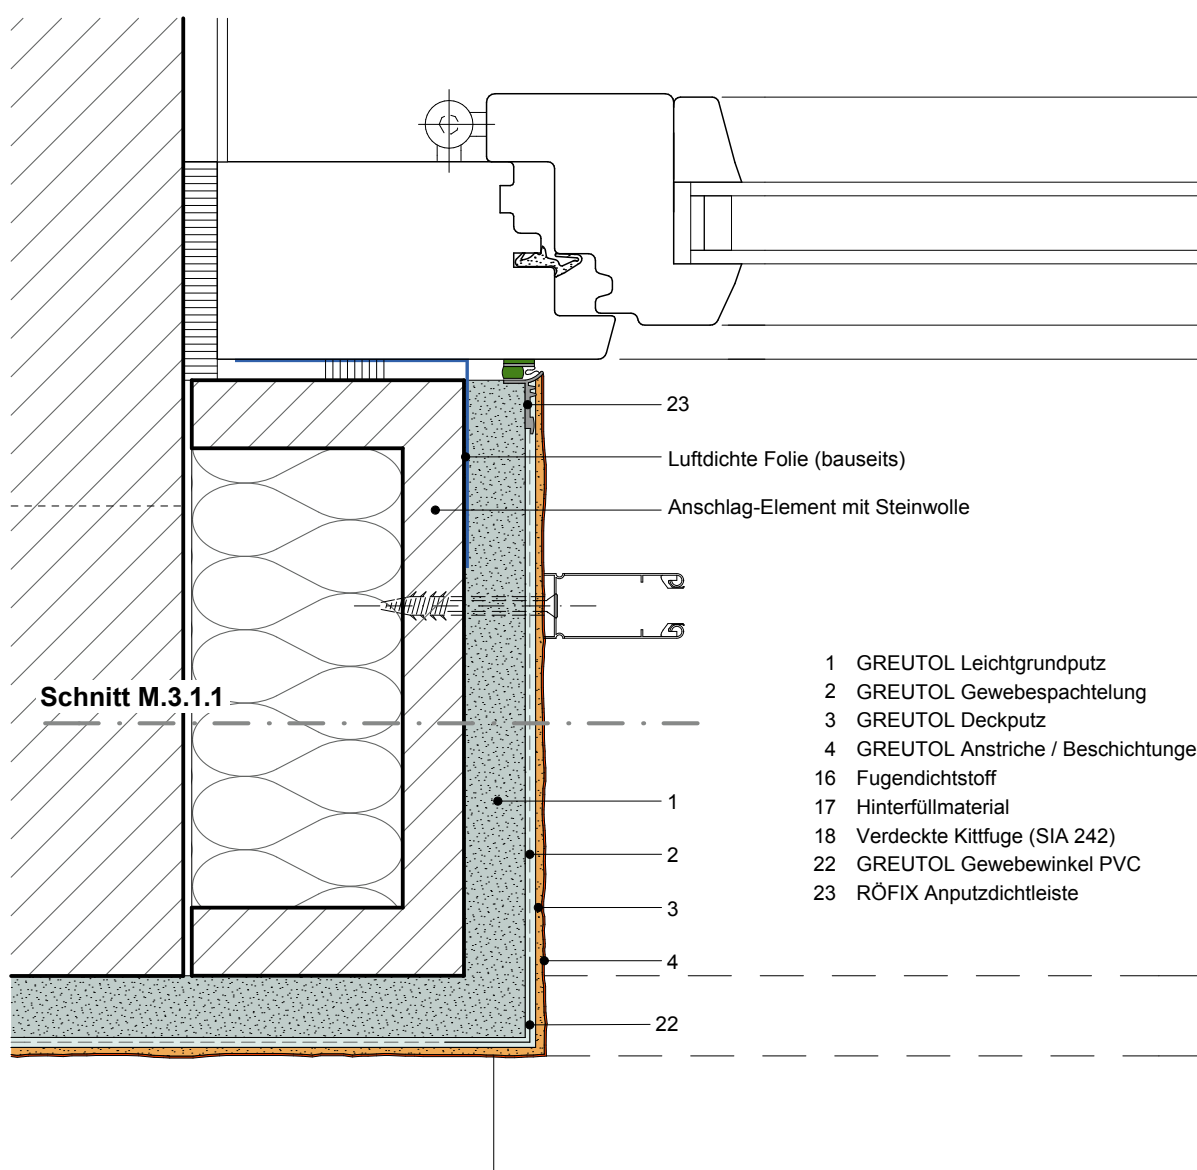 23
Luftdichte Folie (bauseits)
Anschlag-Element mit Steinwolle
Schnitt M.3.1.1
1 GREUTOL Leichtgrundputz
2 GREUTOL Gewebespachtelung
3 GREUTOL Deckputz
4 GREUTOL Anstriche / Beschichtunge
16 Fugendichtstoff
17 Hinterfüllmaterial
18 Verdeckte Kittfuge (SIA 242)
22 GREUTOL Gewebewinkel PVC
23 RÖFIX Anputzdichtleiste
1
2
3
4
22